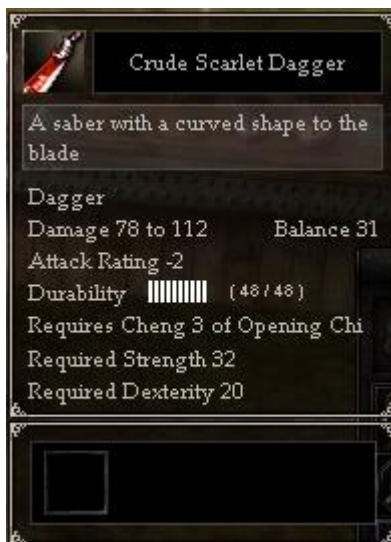 Crude Scarlet Dagger
A saber with a curved shape to the
blade
Dagger
Damage 78 to 112 Balance 31
Attack Rating -2
Durability (48/48)
Requires Cheng 3 of Opening Chi
Required Strength 32
Required Dexterity 20